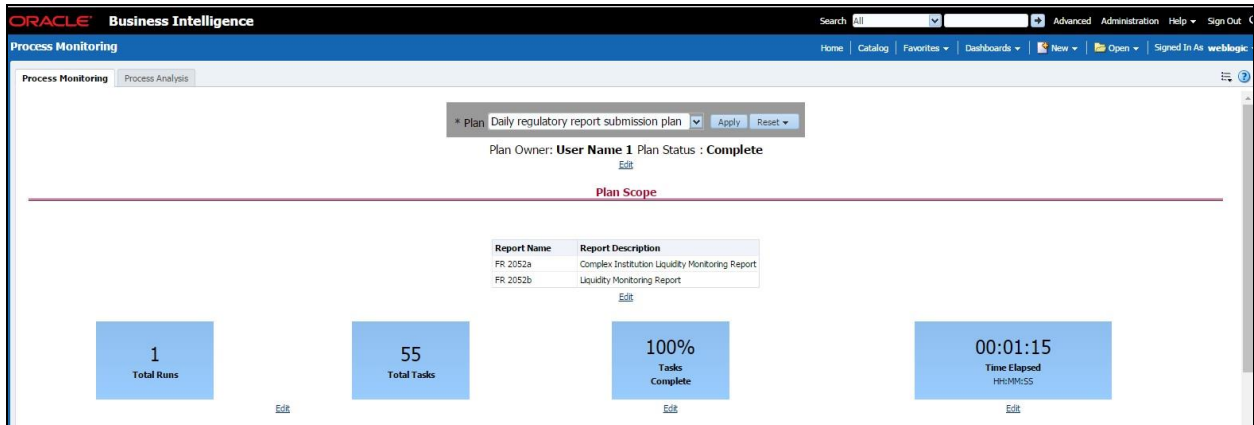 ORACLE Business Intelligence
Search All Advanced Administration Help Sign Out
Process Monitoring
Home Catalog Favorites Dashboards New Open Signed In As weblogic
Process Monitoring Process Analysis
* Plan Daily regulatory report submission plan Apply Reset
Plan Owner: User Name 1 Plan Status : Complete
Edit
Plan Scope
Report Name Report Description
FR 2052a Complex Institution Liquidity Monitoring Report
FR 2052b Liquidity Monitoring Report
Edit
1
Total Runs
55
Total Tasks
Edit
100%
Tasks
Complete
Edit
00:01:15
Time Elapsed
HH:MM:SS
Edit